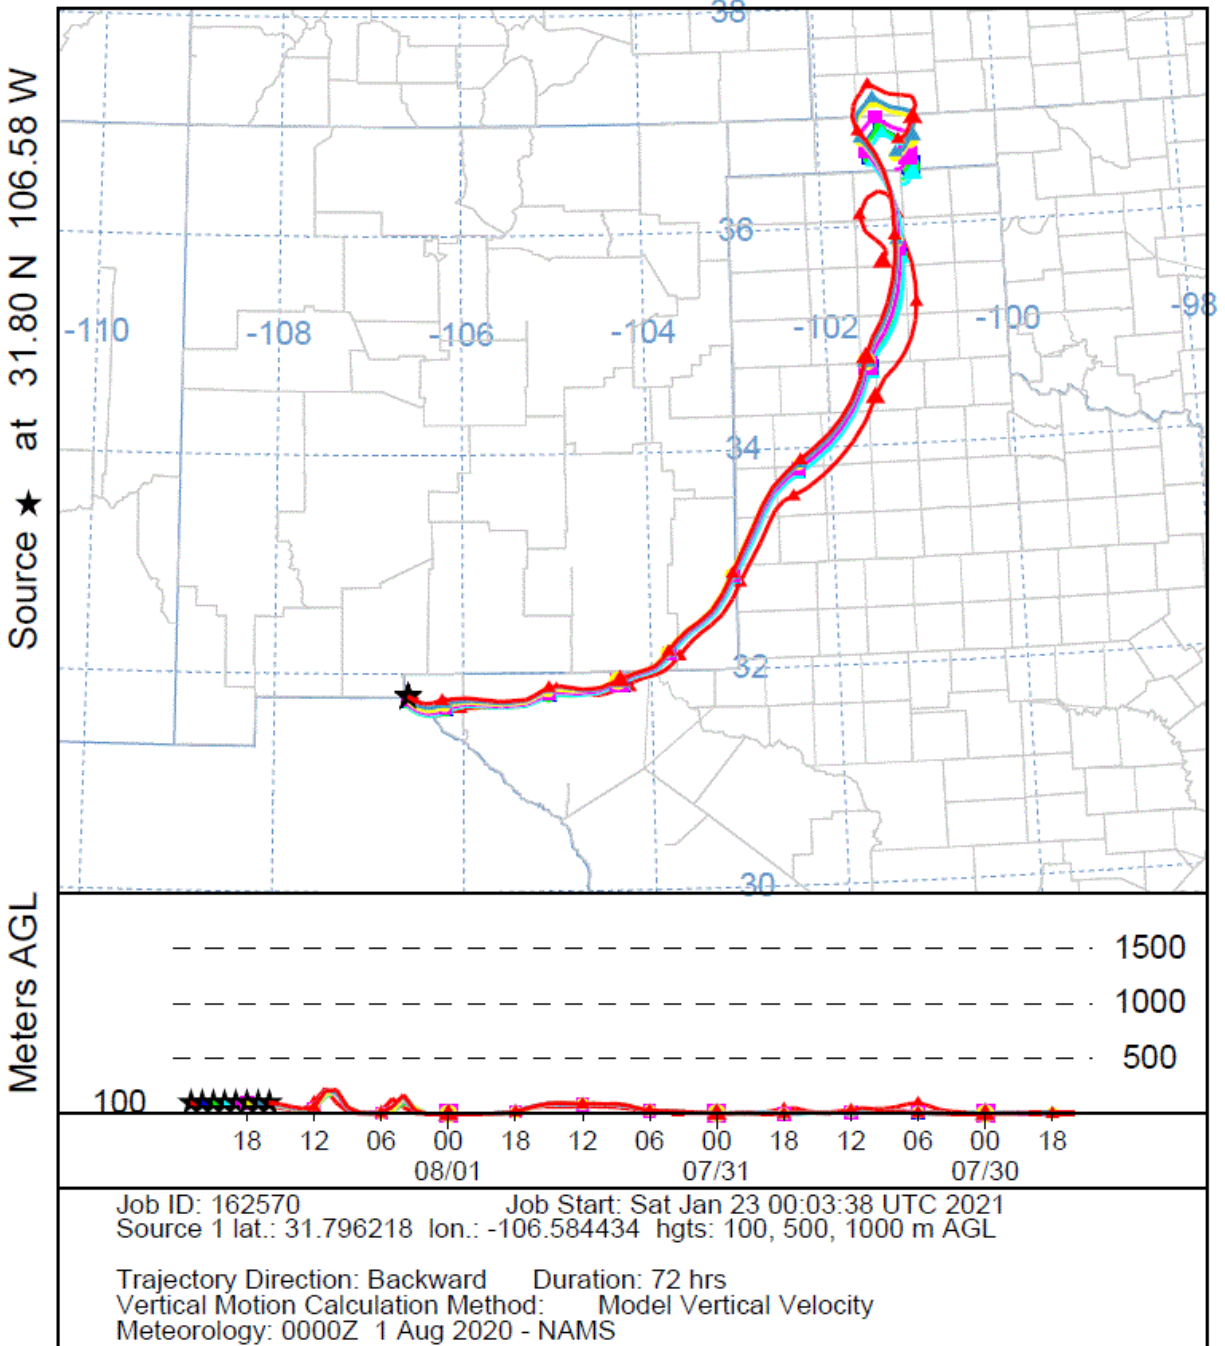 Source ★ at 31.80 N 106.58 W
38
36
-110 -108 -106 -104 -102 -100 -98
34
32
30
Meters AGL
1500
1000
500
100
18 12 06 00 18 12 06 00 18 12 06 00 18
08/01 07/31 07/30
Job ID: 162570 Job Start: Sat Jan 23 00:03:38 UTC 2021
Source 1 lat.: 31.796218 lon.: -106.584434 hgts: 100, 500, 1000 m AGL
Trajectory Direction: Backward Duration: 72 hrs
Vertical Motion Calculation Method: Model Vertical Velocity
Meteorology: 0000Z 1 Aug 2020 - NAMS